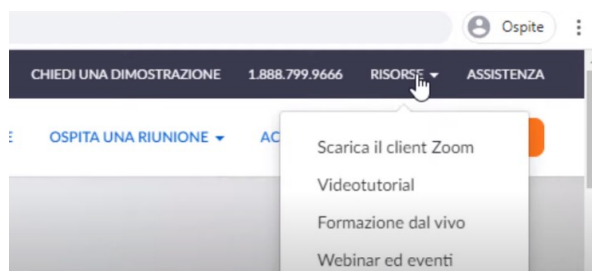 Ospite
CHIEDI UNA DIMOSTRAZIONE 1.888.799.9666 RISORSE ASSISTENZA
OSPITA UNA RIUNIONE AC
Scarica il client Zoom
Videotutorial
Formazione dal vivo
Webinar ed eventi